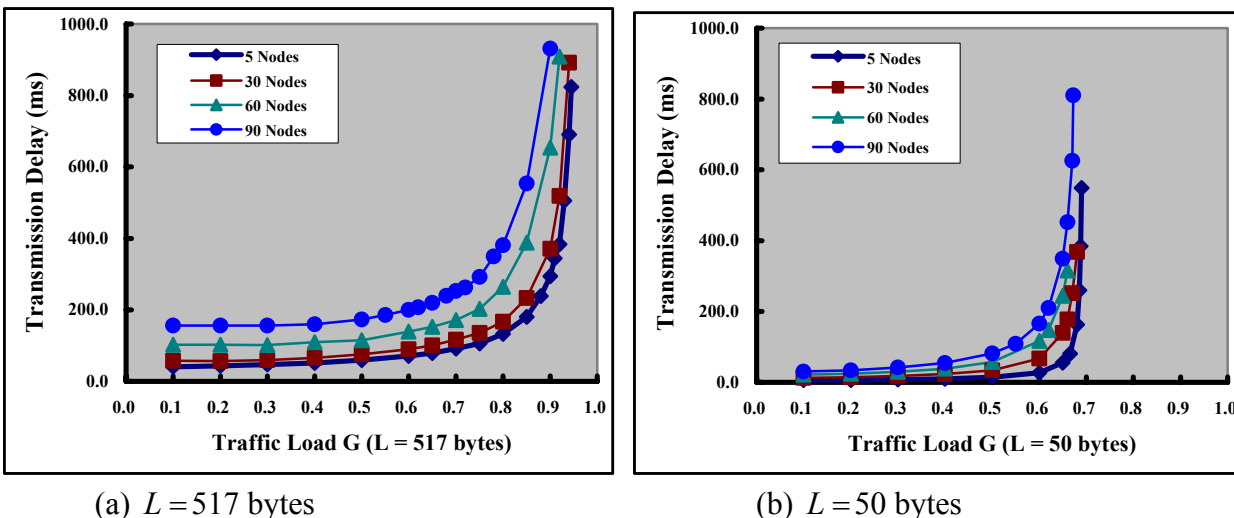 1000.0
800.0
600.0
400.0
200.0
0.0
Transmission Delay (ms)
5 Nodes
30 Nodes
60 Nodes
90 Nodes
0.0 0.1 0.2 0.3 0.4 0.5 0.6 0.7 0.8 0.9 1.0
Traffic Load G (L = 517 bytes)
(a) L = 517 bytes
1000.0
800.0
600.0
400.0
200.0
0.0
Transmission Delay (ms)
5 Nodes
30 Nodes
60 Nodes
90 Nodes
0.0 0.1 0.2 0.3 0.4 0.5 0.6 0.7 0.8 0.9 1.0
Traffic Load G (L = 50 bytes)
(b) L = 50 bytes